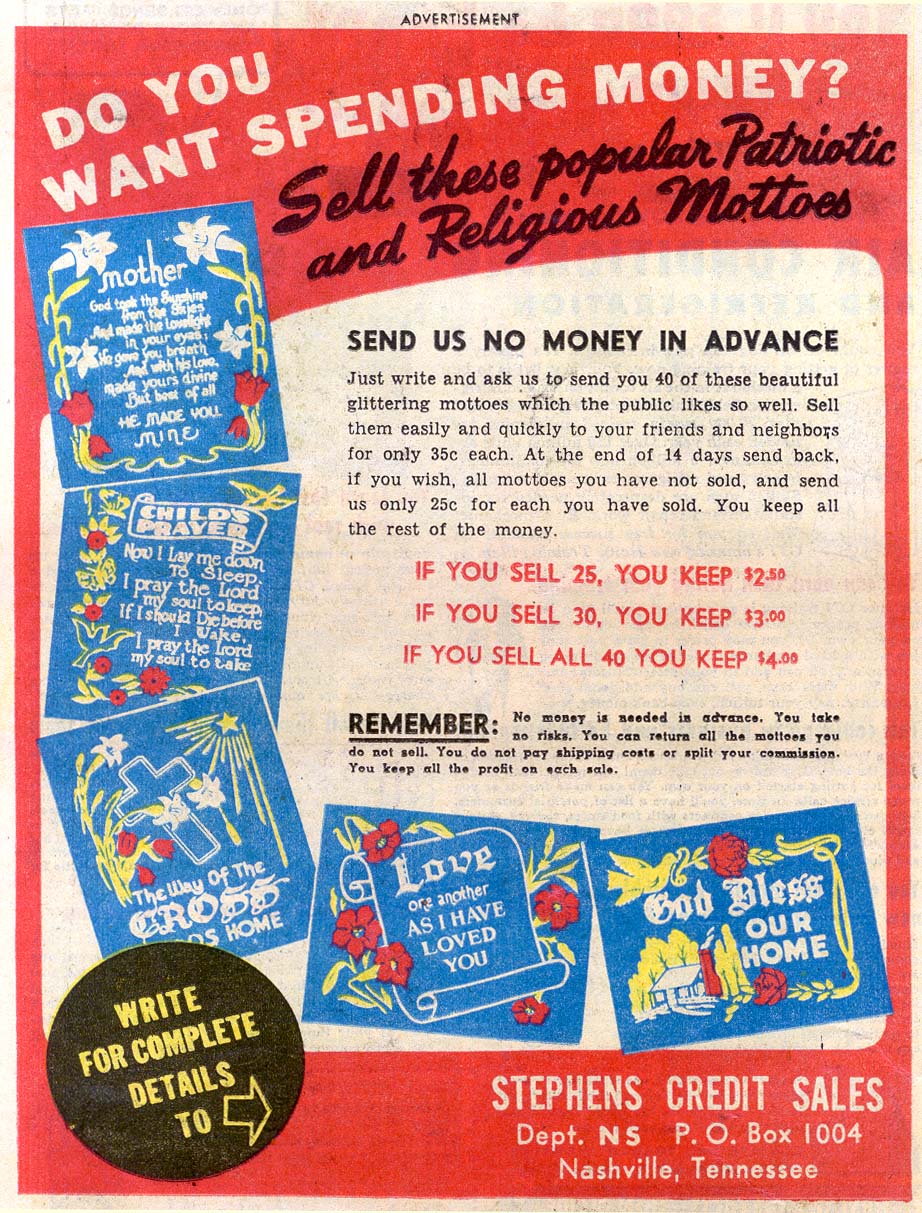 ADVERTISEMENT
DO YOU
WANT SPENDING MONEY?
Sell these popular Patriotic
and Religious Mottoes
mother
God took the Sunshine
from the Skies
And made the lovelight
in your eyes;
He gave you breath
And with his love,
made yours divine
But best of all
HE MADE YOU
MINE
CHILD'S
PRAYER
Now I lay me down
To Sleep,
I pray the Lord
my soul to keep,
If I should Die before
I Wake,
I pray the Lord
my soul to take
The Way Of The
CROSS
HOME
Love
one another
AS I HAVE
LOVED
YOU
God Bless
OUR
HOME
SEND US NO MONEY IN ADVANCE
Just write and ask us to send you 40 of these beautiful
glittering mottoes which the public likes so well. Sell
them easily and quickly to your friends and neighbors
for only 35c each. At the end of 14 days send back,
if you wish, all mottoes you have not sold, and send
us only 25c for each you have sold. You keep all
the rest of the money.
IF YOU SELL 25, YOU KEEP $2.50
IF YOU SELL 30, YOU KEEP $3.00
IF YOU SELL ALL 40 YOU KEEP $4.00
REMEMBER: No money is needed in advance. You take
no risks. You can return all the mottoes you
do not sell. You do not pay shipping costs or split your commission.
You keep all the profit on each sale.
WRITE
FOR COMPLETE
DETAILS
TO
STEPHENS CREDIT SALES
Dept. NS P. O. Box 1004
Nashville, Tennessee